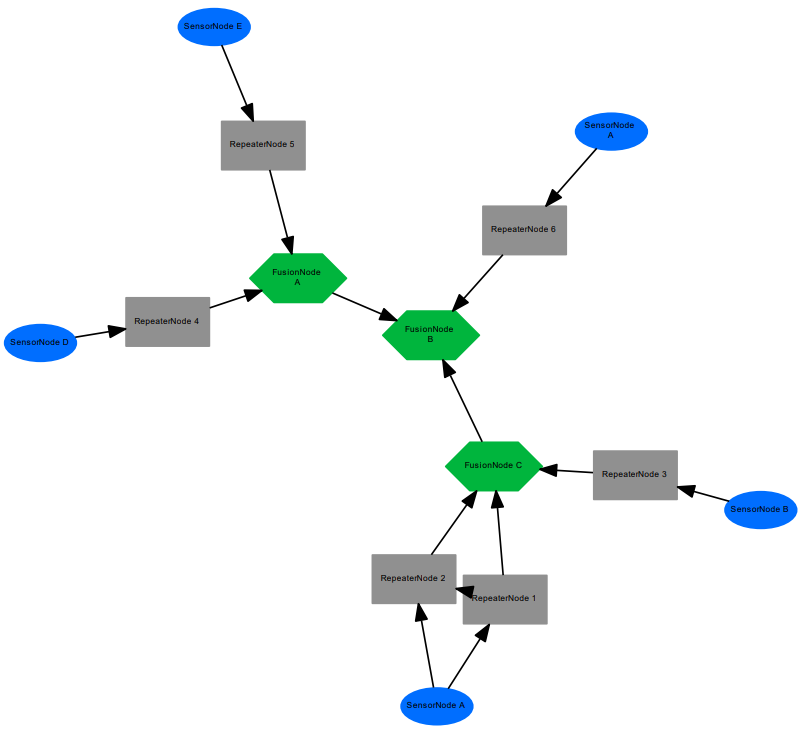 SensorNode E
SensorNode
A
RepeaterNode 5
RepeaterNode 6
FusionNode
A
RepeaterNode 4
FusionNode
B
SensorNode D
FusionNode C
RepeaterNode 3
SensorNode B
RepeaterNode 2
RepeaterNode 1
SensorNode A